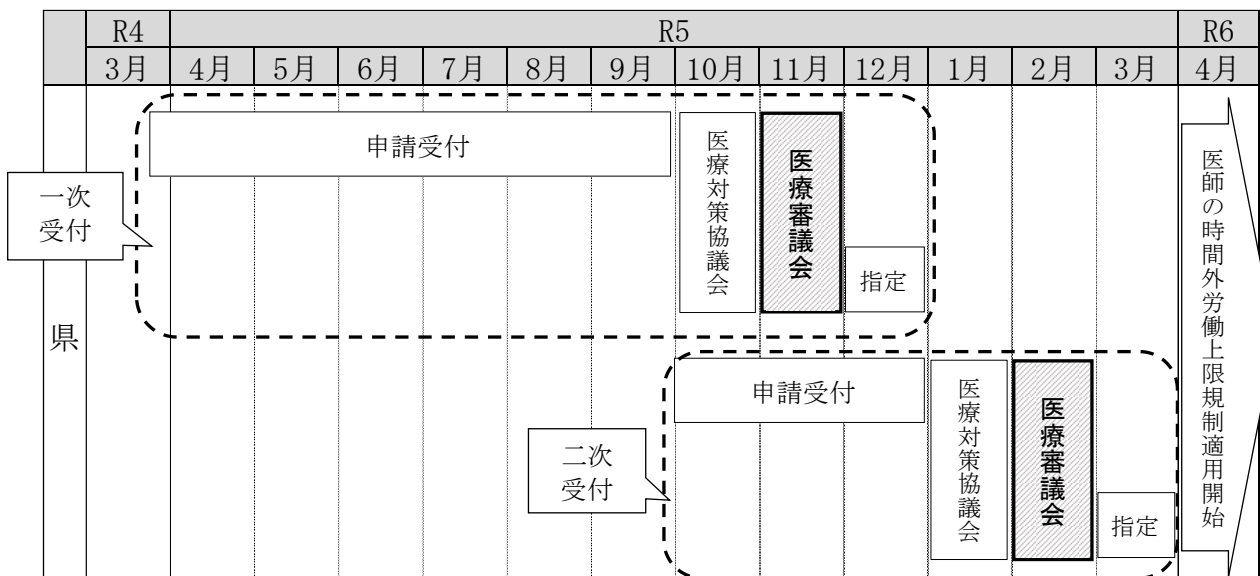 R4 R5 R6
3月 4月 5月 6月 7月 8月 9月 10月 11月 12月 1月 2月 3月 4月
県
一次
受付
申請受付
医療対策協議会
医療審議会
指定
二次
受付
申請受付
医療対策協議会
医療審議会
指定
医師の時間外労働上限規制適用開始